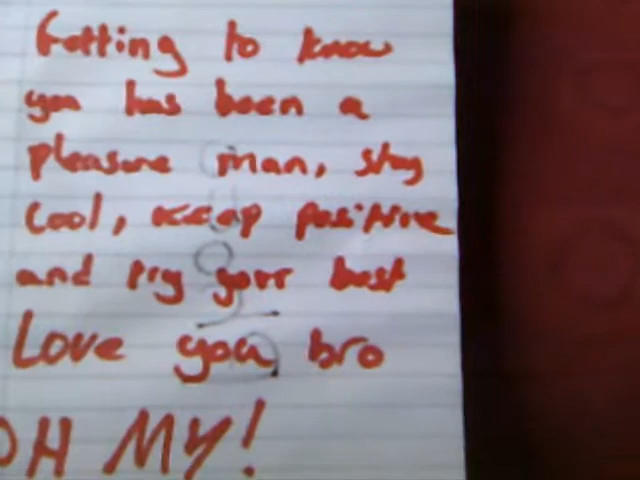 Getting to know
you has been a
pleasure man, stay
cool, keep positive
and try your best
Love you bro
OH MY!